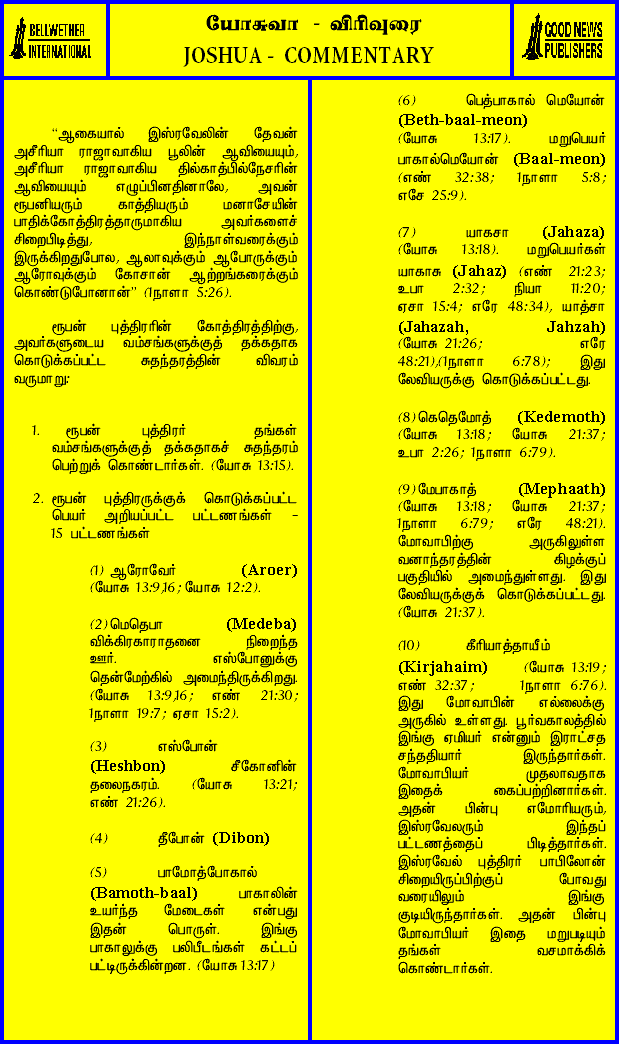 BELLWETHER
INTERNATIONAL
யோசுவா - விரிவுரை
JOSHUA - COMMENTARY
GOOD NEWS
PUBLISHERS
“ஆகையால் இஸ்ரவேலின் தேவன்
அசீரியா ராஜாவாகிய பூலின் ஆவியையும்,
அசீரியா ராஜாவாகிய தில்காத்பில்நேசரின்
ஆவியையும் எழுப்பினதினாலே, அவன்
ரூபனியரும் காத்தியரும் மனாசேயின்
பாதிக்கோத்திரத்தாருமாகிய அவர்களைச்
சிறைபிடித்து, இந்நாள்வரைக்கும்
இருக்கிறதுபோல, ஆலாவுக்கும் ஆபோருக்கும்
ஆரோவுக்கும் கோசான் ஆற்றங்கரைக்கும்
கொண்டுபோனான்” (1நாளா 5:26).
ரூபன் புத்திரரின் கோத்திரத்திற்கு,
அவர்களுடைய வம்சங்களுக்குத் தக்கதாக
கொடுக்கப்பட்ட சுதந்தரத்தின் விவரம்
வருமாறு:
1. ரூபன் புத்திரர் தங்கள்
வம்சங்களுக்குத் தக்கதாகச் சுதந்தரம்
பெற்றுக் கொண்டார்கள். (யோசு 13:15).
2. ரூபன் புத்திரருக்குக் கொடுக்கப்பட்ட
பெயர் அறியப்பட்ட பட்டணங்கள் -
15 பட்டணங்கள்
(1) ஆரோவேர் (Aroer)
(யோசு 13:9,16; யோசு 12:2).
(2) மெதெபா (Medeba)
விக்கிரகாராதனை நிறைந்த
ஊர். எஸ்போனுக்கு
தென்மேற்கில் அமைந்திருக்கிறது.
(யோசு 13:9,16; எண் 21:30;
1நாளா 19:7; ஏசா 15:2).
(3) எஸ்போன்
(Heshbon) சீகோனின்
தலைநகரம். (யோசு 13:21;
எண் 21:26).
(4) தீபோன் (Dibon)
(5) பாமோத்போகால்
(Bamoth-baal) பாகாலின்
உயர்ந்த மேடைகள் என்பது
இதன் பொருள். இங்கு
பாகாலுக்கு பலிபீடங்கள் கட்டப்
பட்டிருக்கின்றன. (யோசு 13:17)
(6) பெத்பாகால் மெயோன்
(Beth-baal-meon)
(யோசு 13:17). மறுபெயர்
பாகால்மெயோன் (Baal-meon)
(எண் 32:38; 1நாளா 5:8;
எசே 25:9).
(7) யாகசா (Jahaza)
(யோசு 13:18). மறுபெயர்கள்
யாகாசு (Jahaz) (எண் 21:23;
உபா 2:32; நியா 11:20;
ஏசா 15:4; எரே 48:34), யாத்சா
(Jahazah, Jahzah)
(யோசு 21:26; எரே
48:21),(1நாளா 6:78); இது
லேவியருக்கு கொடுக்கப்பட்டது.
(8) கெதெமோத் (Kedemoth)
(யோசு 13:18; யோசு 21:37;
உபா 2:26; 1நாளா 6:79).
(9) மேபாகாத் (Mephaath)
(யோசு 13:18; யோசு 21:37;
1நாளா 6:79; எரே 48:21).
மோவாபிற்கு அருகிலுள்ள
வனாந்தரத்தின் கிழக்குப்
பகுதியில் அமைந்துள்ளது. இது
லேவியருக்குக் கொடுக்கப்பட்டது.
(யோசு 21:37).
(10) கீரியாத்தாயீம்
(Kirjahaim) (யோசு 13:19;
எண் 32:37; 1நாளா 6:76).
இது மோவாபின் எல்லைக்கு
அருகில் உள்ளது. பூர்வகாலத்தில்
இங்கு ஏமியர் என்னும் இராட்சத
சந்ததியார் இருந்தார்கள்.
மோவாபியர் முதலாவதாக
இதைக் கைப்பற்றினார்கள்.
அதன் பின்பு எமோரியரும்,
இஸ்ரவேலரும் இந்தப்
பட்டணத்தைப் பிடித்தார்கள்.
இஸ்ரவேல் புத்திரர் பாபிலோன்
சிறையிருப்பிற்குப் போவது
வரையிலும் இங்கு
குடியிருந்தார்கள். அதன் பின்பு
மோவாபியர் இதை மறுபடியும்
தங்கள் வசமாக்கிக்
கொண்டார்கள்.